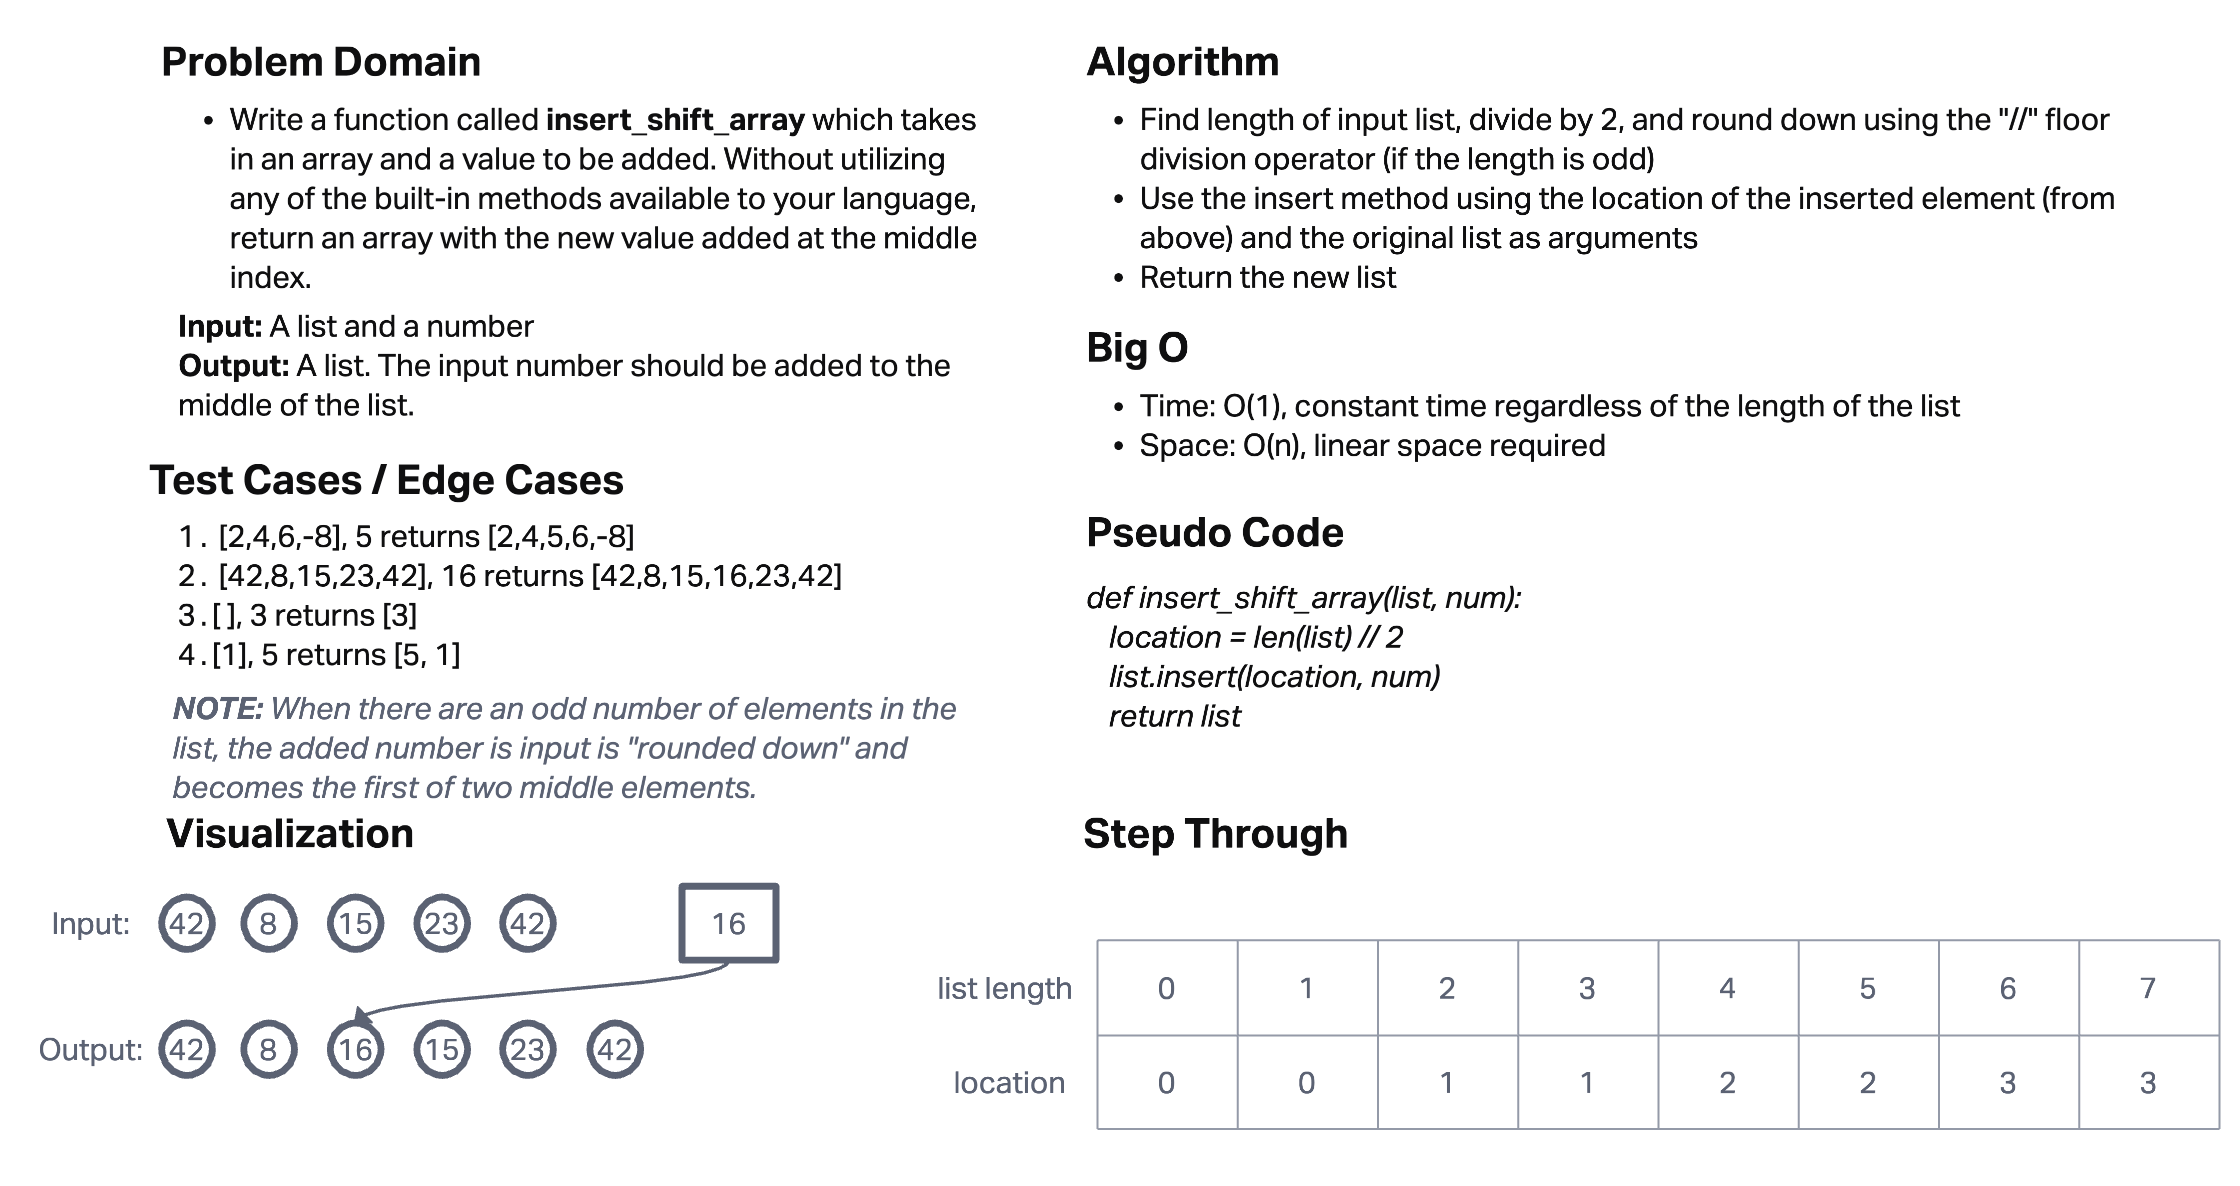 Problem Domain
• Write a function called insert_shift_array which takes
in an array and a value to be added. Without utilizing
any of the built-in methods available to your language,
return an array with the new value added at the middle
index.
Input: A list and a number
Output: A list. The input number should be added to the
middle of the list.
Test Cases / Edge Cases
1. [2,4,6,-8], 5 returns [2,4,5,6,-8]
2. [42,8,15,23,42], 16 returns [42,8,15,16,23,42]
3. [ ], 3 returns [3]
4. [1], 5 returns [5, 1]
NOTE: When there are an odd number of elements in the
list, the added number is input is "rounded down" and
becomes the first of two middle elements.
Visualization
Input: 42 8 15 23 42 16
Output: 42 8 16 15 23 42
Algorithm
• Find length of input list, divide by 2, and round down using the "//" floor
division operator (if the length is odd)
• Use the insert method using the location of the inserted element (from
above) and the original list as arguments
• Return the new list
Big O
• Time: O(1), constant time regardless of the length of the list
• Space: O(n), linear space required
Pseudo Code
def insert_shift_array(list, num):
location = len(list) // 2
list.insert(location, num)
return list
Step Through
list length 0 1 2 3 4 5 6 7
location 0 0 1 1 2 2 3 3